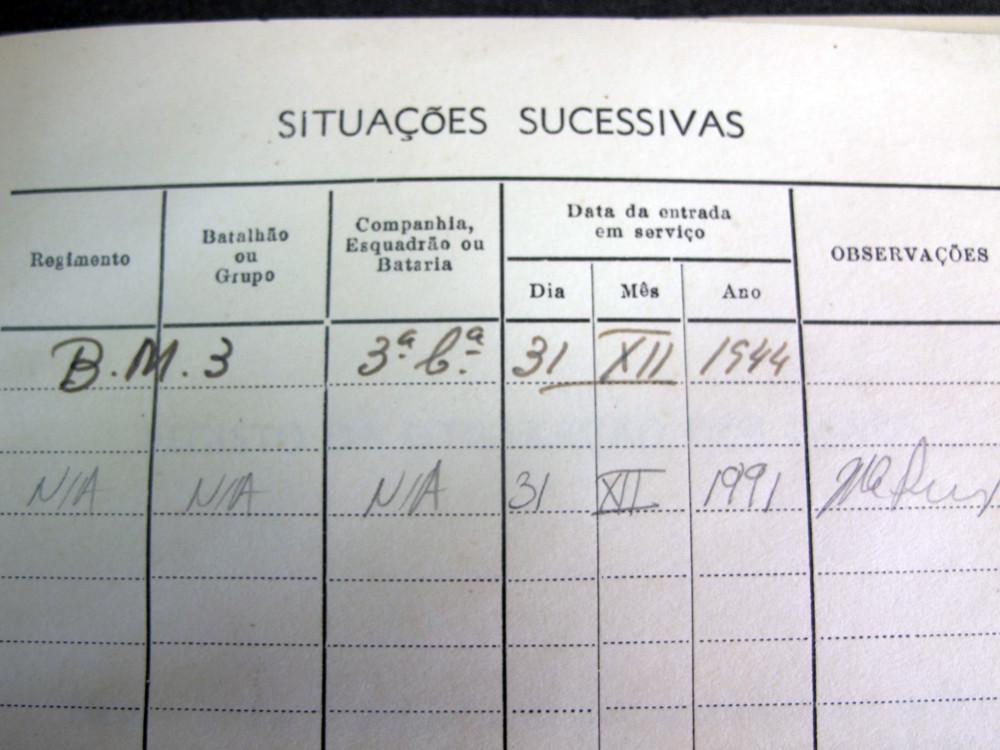 SITUAÇÕES SUCESSIVAS
Regimento
Batalhão
ou
Grupo
Companhia,
Esquadrão ou
Bataria
Data da entrada
em serviço
Dia
Mês
Ano
OBSERVAÇÕES
B.M.3 3ª Cª 31 XII 1944
N/A N/A N/A 31 XII 1991